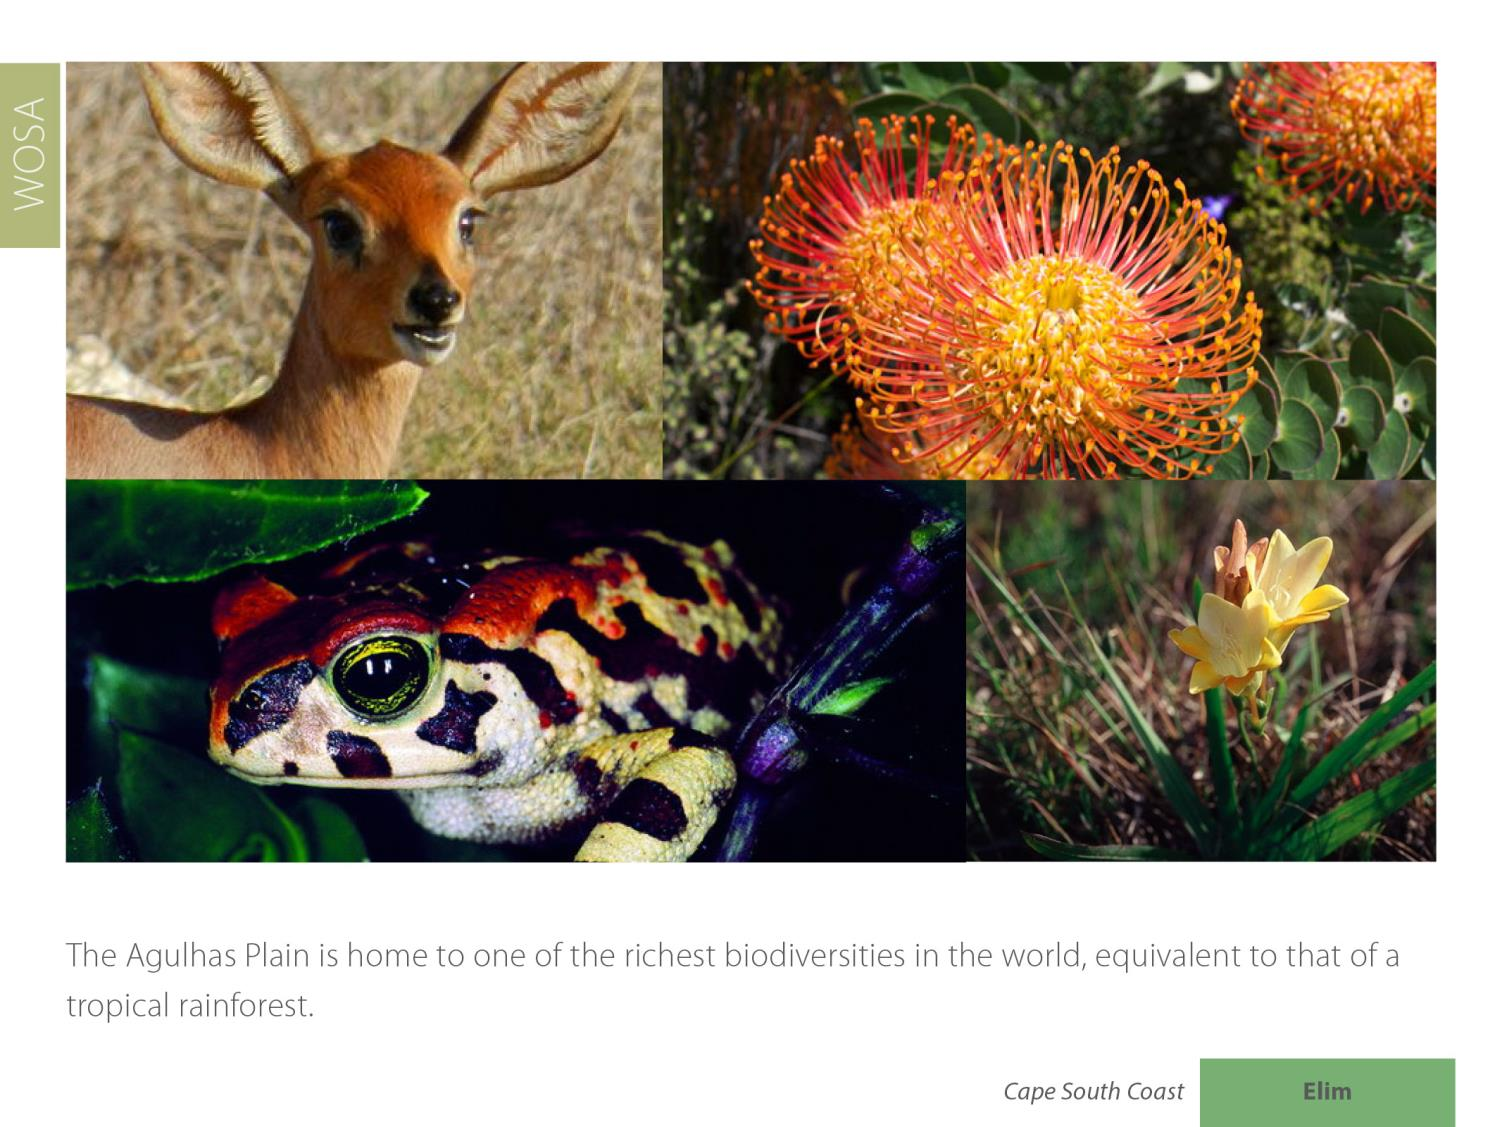 WOSA
The Agulhas Plain is home to one of the richest biodiversities in the world, equivalent to that of a
tropical rainforest.
Cape South Coast
Elim